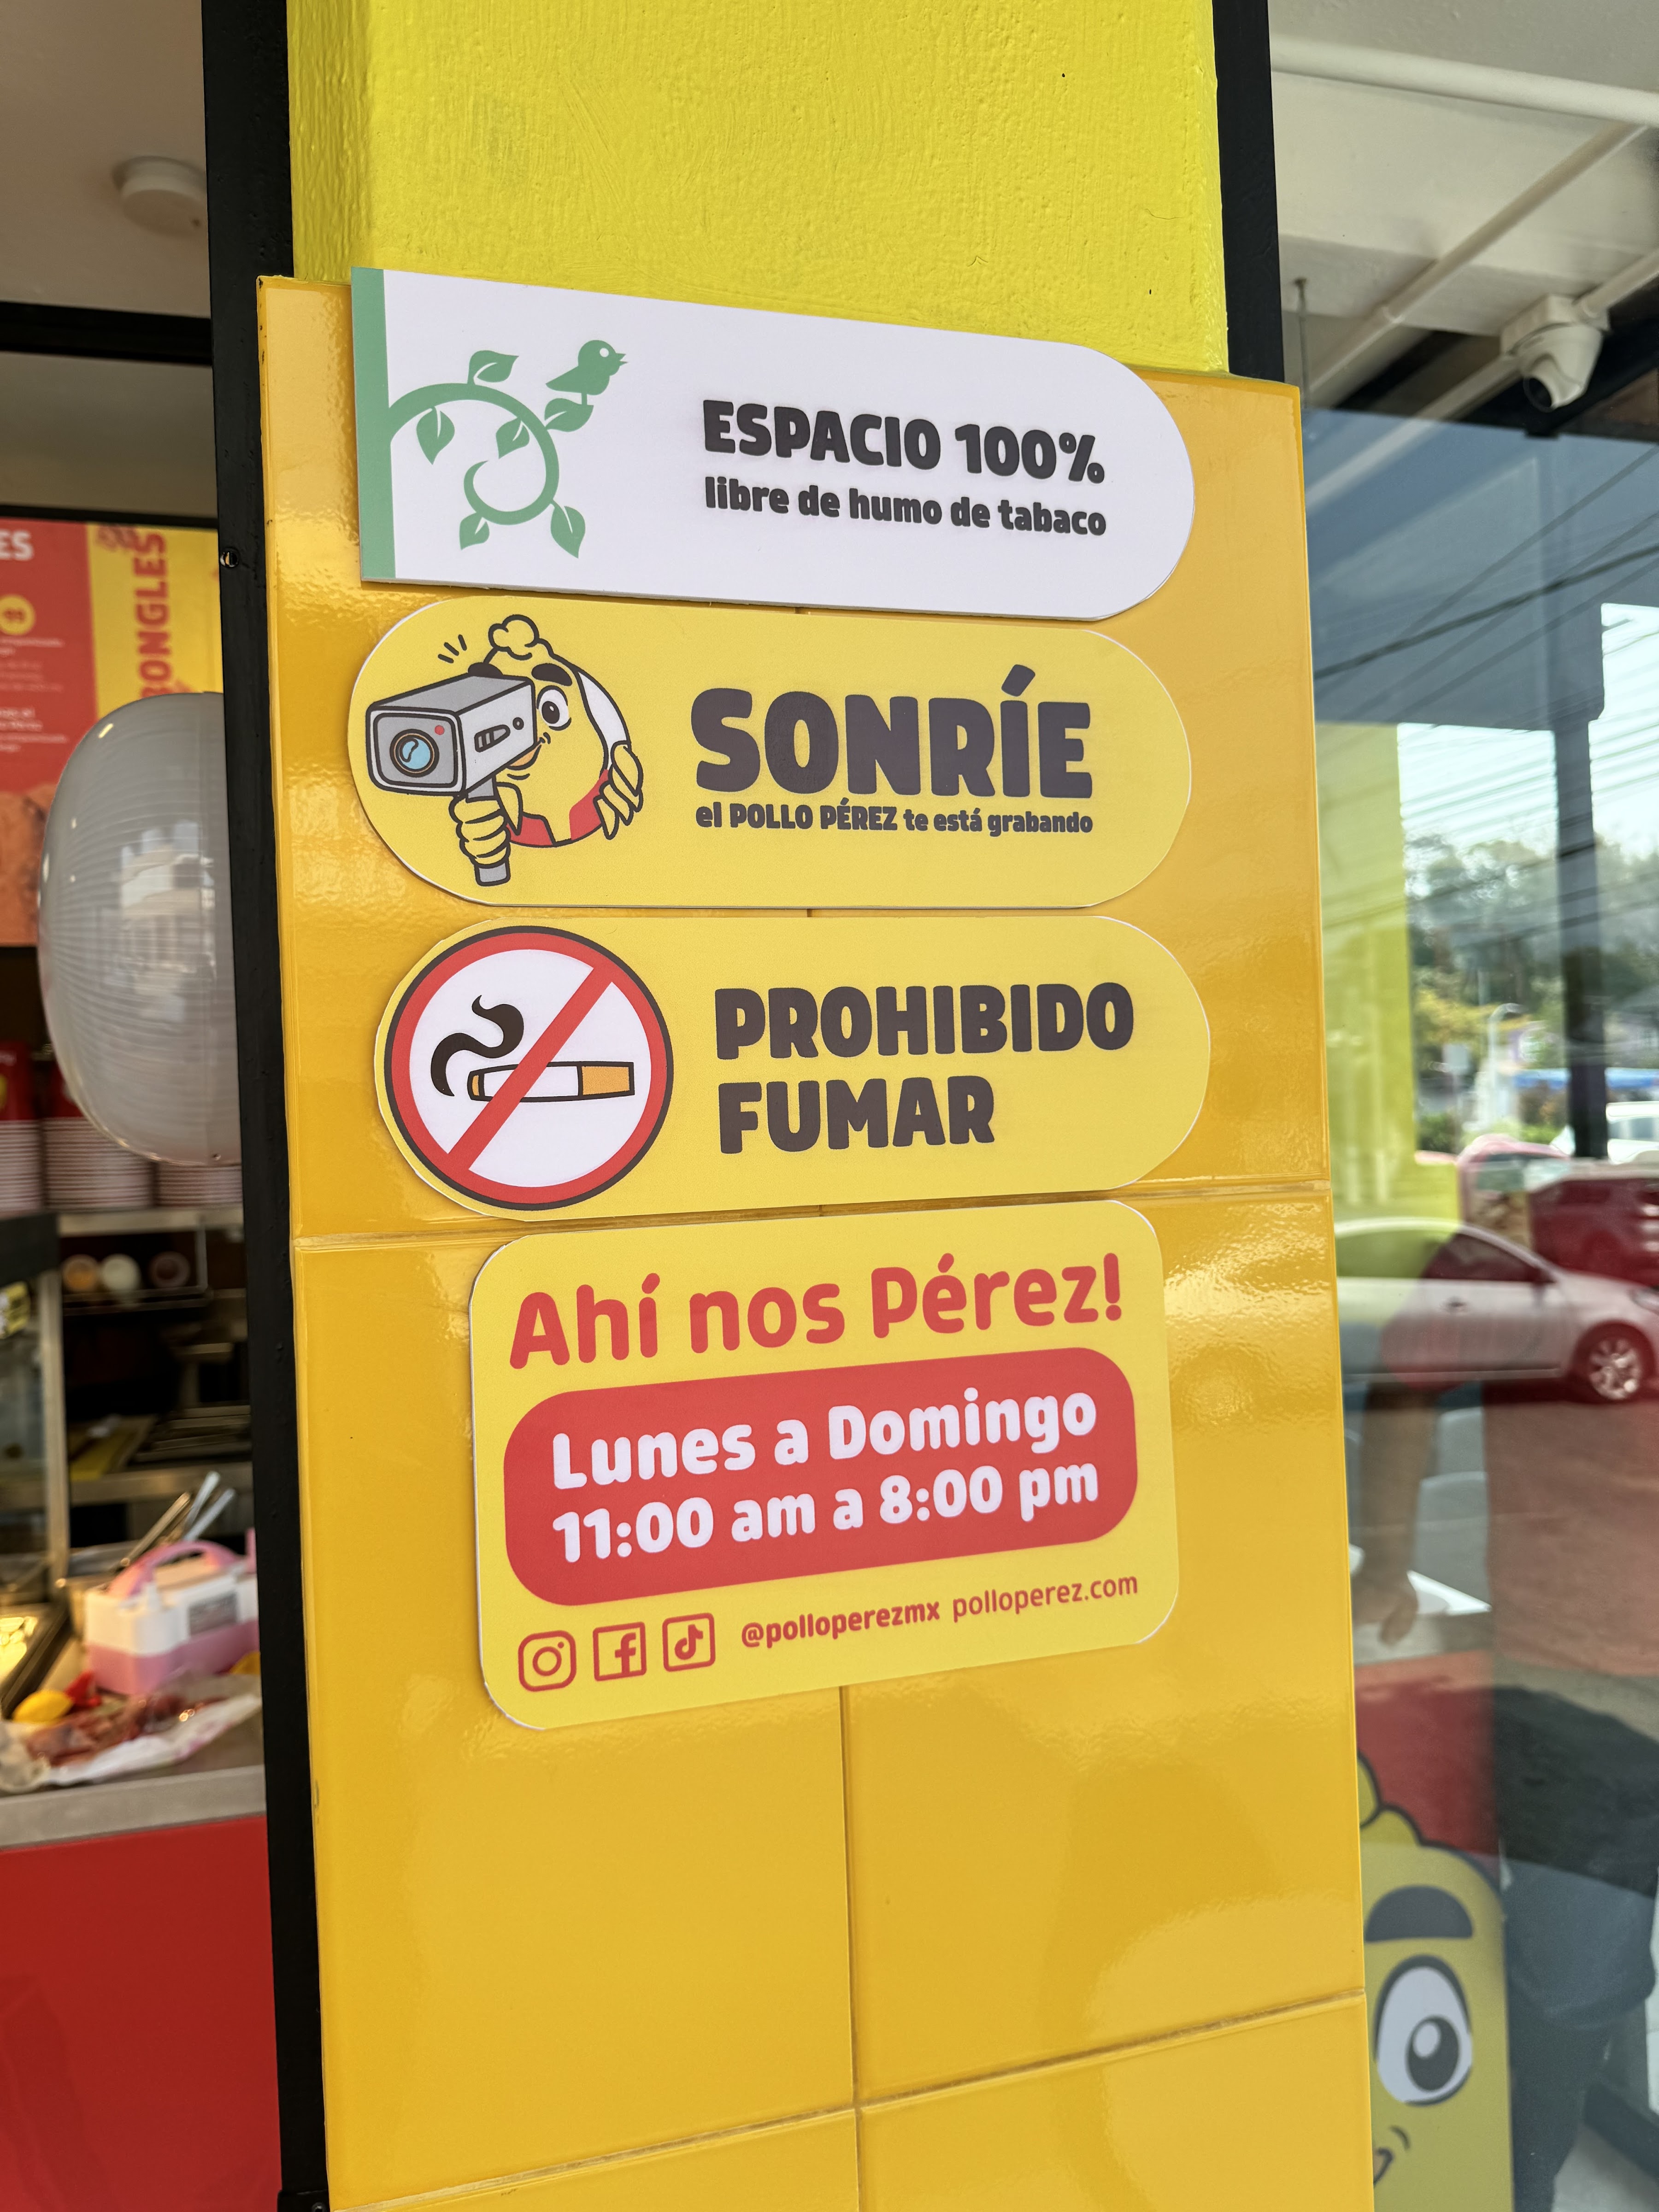 ESPACIO 100%
libre de humo de tabaco
SONRÍE
el POLLO PÉREZ te está grabando
PROHIBIDO
FUMAR
Ahí nos Pérez!
Lunes a Domingo
11:00 am a 8:00 pm
@polloperezmx polloperez.com